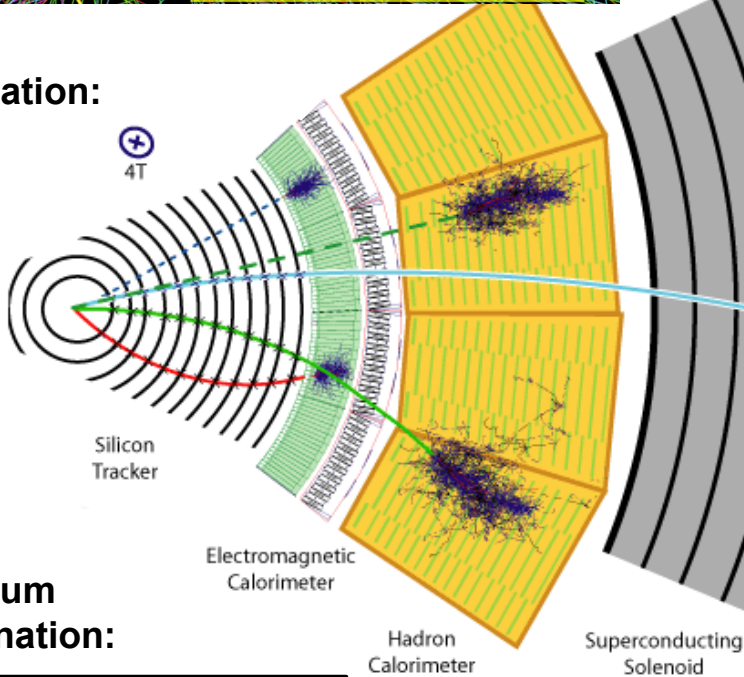 ation:
4T
Silicon
Tracker
Electromagnetic
Calorimeter
um
nation:
Hadron
Calorimeter
Superconducting
Solenoid